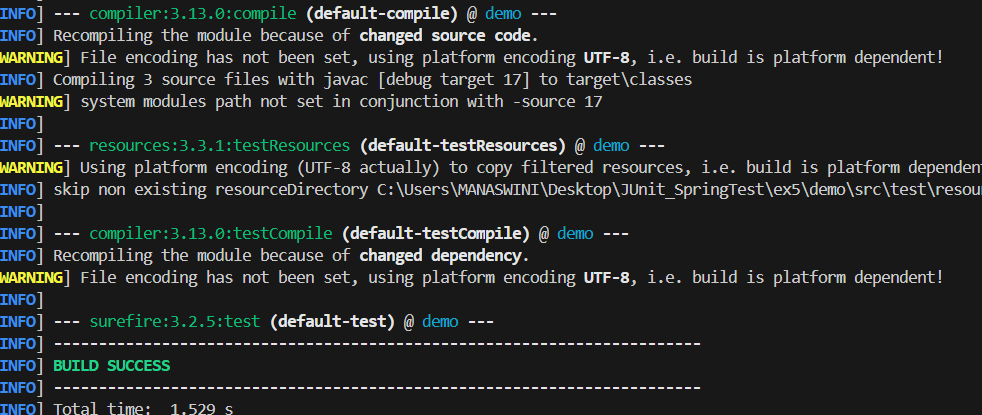 INFO] --- compiler:3.13.0:compile (default-compile) @ demo ---
INFO] Recompiling the module because of changed source code.
WARNING] File encoding has not been set, using platform encoding UTF-8, i.e. build is platform dependent!
INFO] Compiling 3 source files with javac [debug target 17] to target\classes
WARNING] system modules path not set in conjunction with -source 17
INFO]
INFO] --- resources:3.3.1:testResources (default-testResources) @ demo ---
WARNING] Using platform encoding (UTF-8 actually) to copy filtered resources, i.e. build is platform dependent
INFO] skip non existing resourceDirectory C:\Users\MANASWINI\Desktop\JUnit_SpringTest\ex5\demo\src\test\resou
INFO]
INFO] --- compiler:3.13.0:testCompile (default-testCompile) @ demo ---
INFO] Recompiling the module because of changed dependency.
WARNING] File encoding has not been set, using platform encoding UTF-8, i.e. build is platform dependent!
INFO]
INFO] --- surefire:3.2.5:test (default-test) @ demo ---
INFO] ------------------------------------------------------------------------
INFO] BUILD SUCCESS
INFO] ------------------------------------------------------------------------
INFO] Total time:  1.529 s